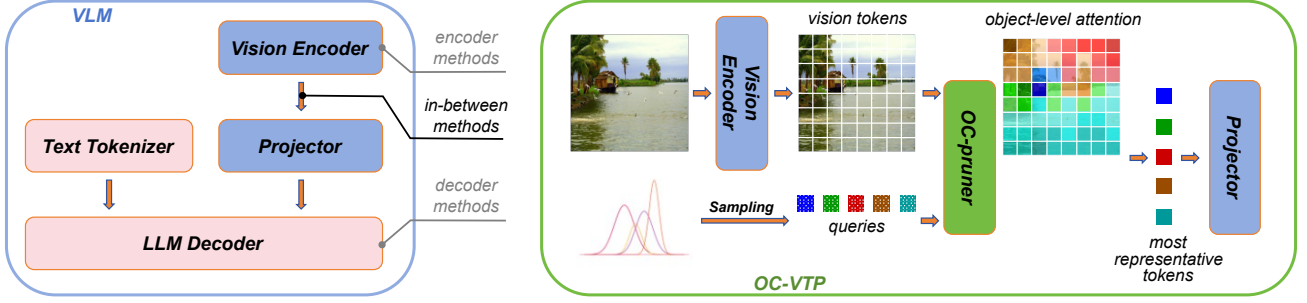 VLM
Vision Encoder
encoder
methods
in-between
methods
Text Tokenizer
Projector
decoder
methods
LLM Decoder
vision tokens
object-level attention
Vision
Encoder
OC-pruner
Projector
Sampling
queries
most
representative
tokens
OC-VTP